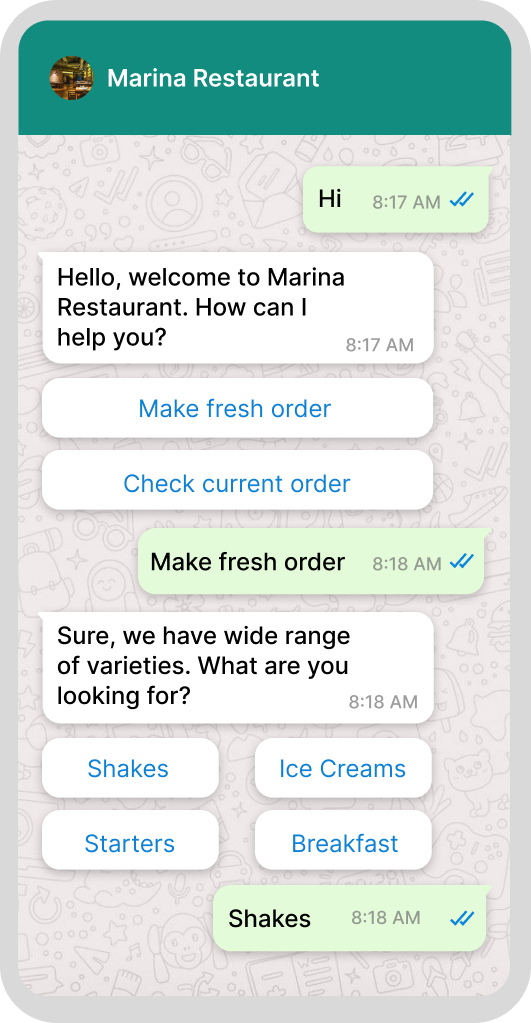 Marina Restaurant
Hi 8:17 AM
Hello, welcome to Marina
Restaurant. How can I
help you?
8:17 AM
Make fresh order
Check current order
Make fresh order 8:18 AM
Sure, we have wide range
of varieties. What are you
looking for?
8:18 AM
Shakes Ice Creams
Starters Breakfast
Shakes 8:18 AM